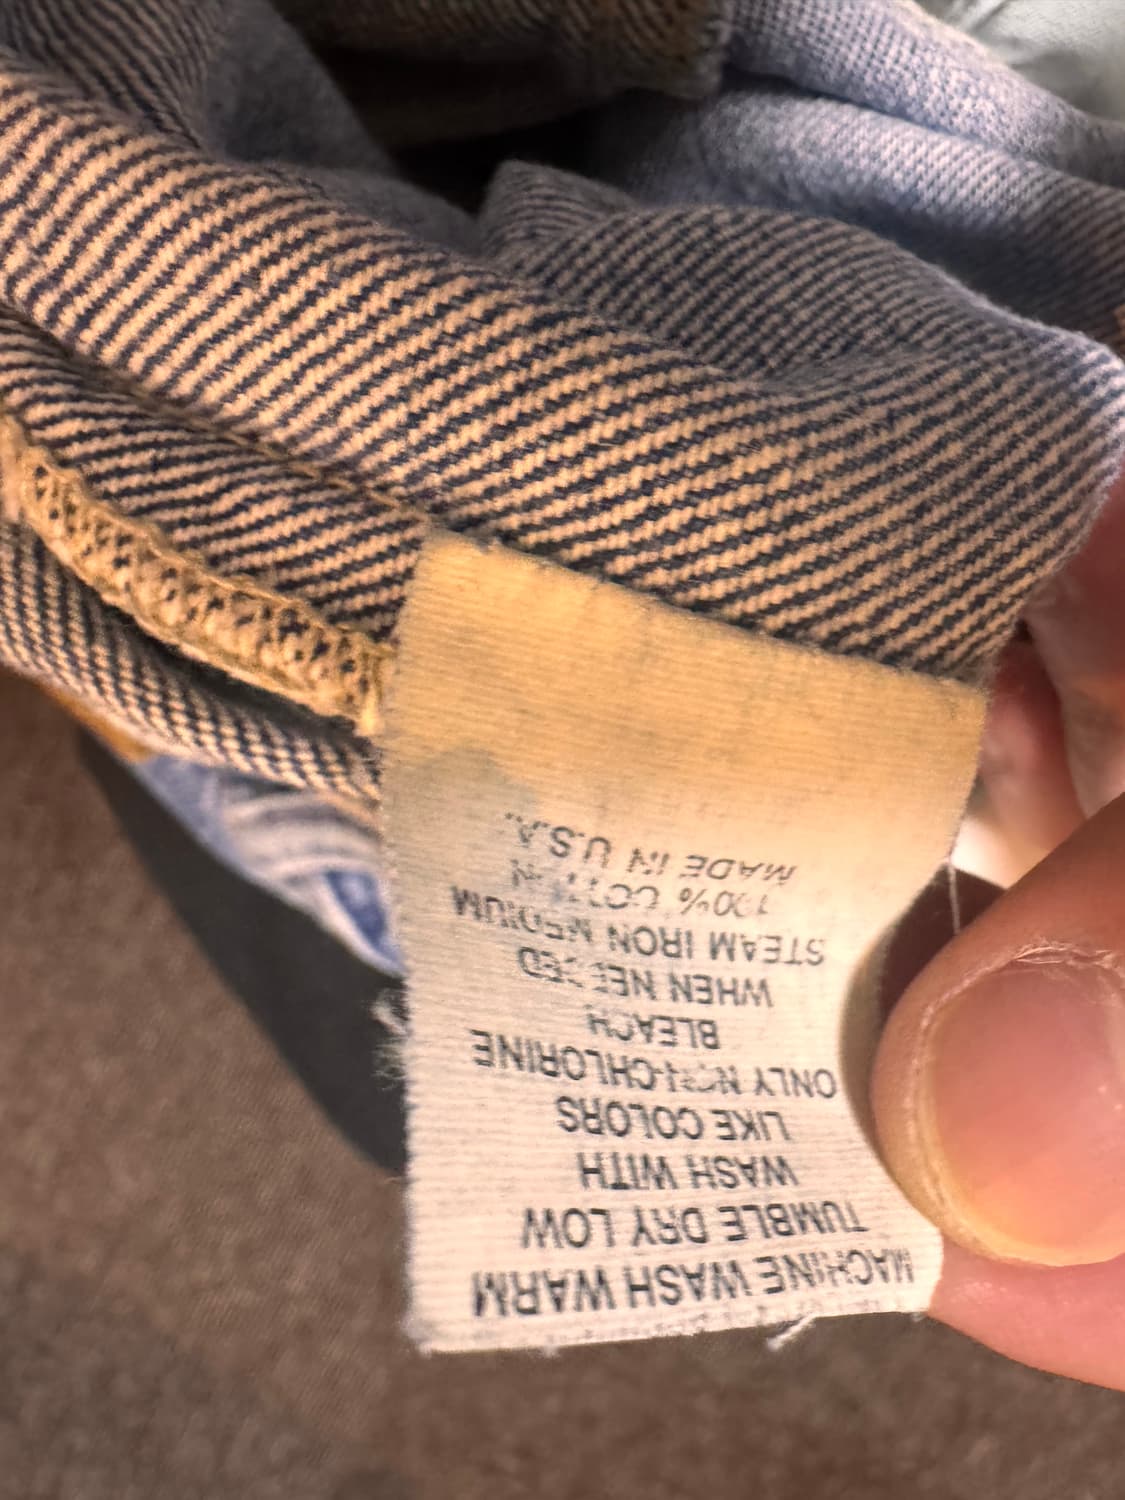 MACHINE WASH WARM
TUMBLE DRY LOW
WASH WITH
LIKE COLORS
ONLY NON-CHLORINE
BLEACH
WHEN NEEDED
STEAM IRON MEDIUM
100% COTTON
MADE IN U.S.A.